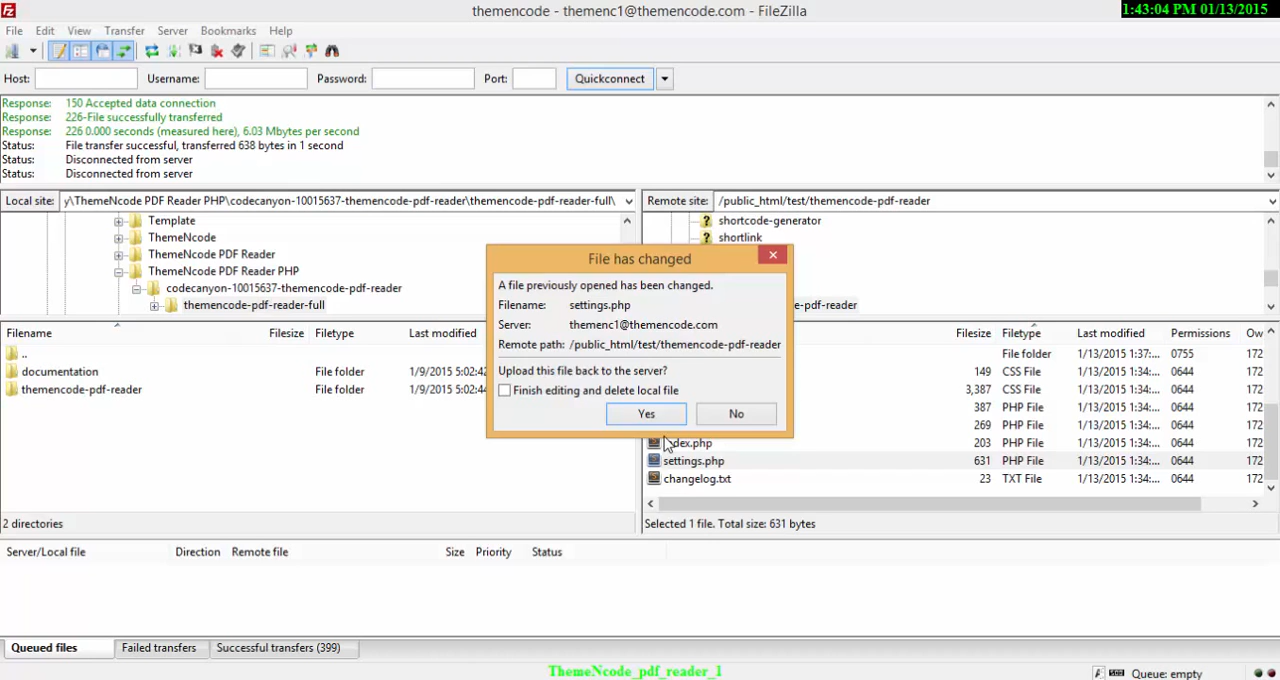 themencode - themenc1@themencode.com - FileZilla
1:43:04 PM 01/13/2015
File Edit View Transfer Server Bookmarks Help
Host: Username: Password: Port: Quickconnect
Response: 150 Accepted data connection
Response: 226-File successfully transferred
Response: 226 0.000 seconds (measured here), 6.03 Mbytes per second
Status: File transfer successful, transferred 638 bytes in 1 second
Status: Disconnected from server
Status: Disconnected from server
Local site: y\ThemeNcode PDF Reader PHP\codecanyon-10015637-themencode-pdf-reader\themencode-pdf-reader-full\
Template
ThemeNcode
ThemeNcode PDF Reader
ThemeNcode PDF Reader PHP
codecanyon-10015637-themencode-pdf-reader
themencode-pdf-reader-full
Remote site: /public_html/test/themencode-pdf-reader
shortcode-generator
shortlink
e-pdf-reader
File has changed
A file previously opened has been changed.
Filename: settings.php
Server: themenc1@themencode.com
Remote path: /public_html/test/themencode-pdf-reader
Upload this file back to the server?
Finish editing and delete local file
Yes No
Filename Filesize Filetype Last modified
..
documentation File folder 1/9/2015 5:02:42
themencode-pdf-reader File folder 1/9/2015 5:02:44
2 directories
Filesize Filetype Last modified Permissions Ow
File folder 1/13/2015 1:37:... 0755 172
149 CSS File 1/13/2015 1:34:... 0644 172
3,387 CSS File 1/13/2015 1:34:... 0644 172
387 PHP File 1/13/2015 1:34:... 0644 172
269 PHP File 1/13/2015 1:34:... 0644 172
dex.php 203 PHP File 1/13/2015 1:34:... 0644 172
settings.php 631 PHP File 1/13/2015 1:34:... 0644 172
changelog.txt 23 TXT File 1/13/2015 1:34:... 0644 172
Selected 1 file. Total size: 631 bytes
Server/Local file Direction Remote file Size Priority Status
Queued files Failed transfers Successful transfers (399)
ThemeNcode_pdf_reader_1
Queue: empty